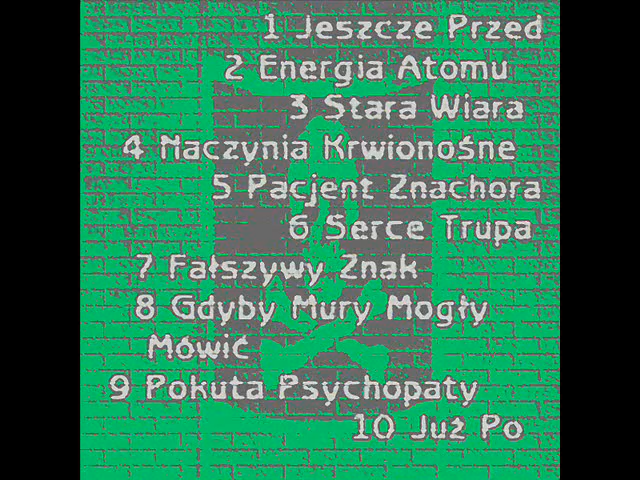 1 Jeszcze Przed
2 Energia Atomu
3 Stara Wiara
4 Naczynia Krwionośne
5 Pacjent Znachora
6 Serce Trupa
7 Fałszywy Znak
8 Gdyby Mury Mogły
Mówić
9 Pokuta Psychopaty
10 Już Po